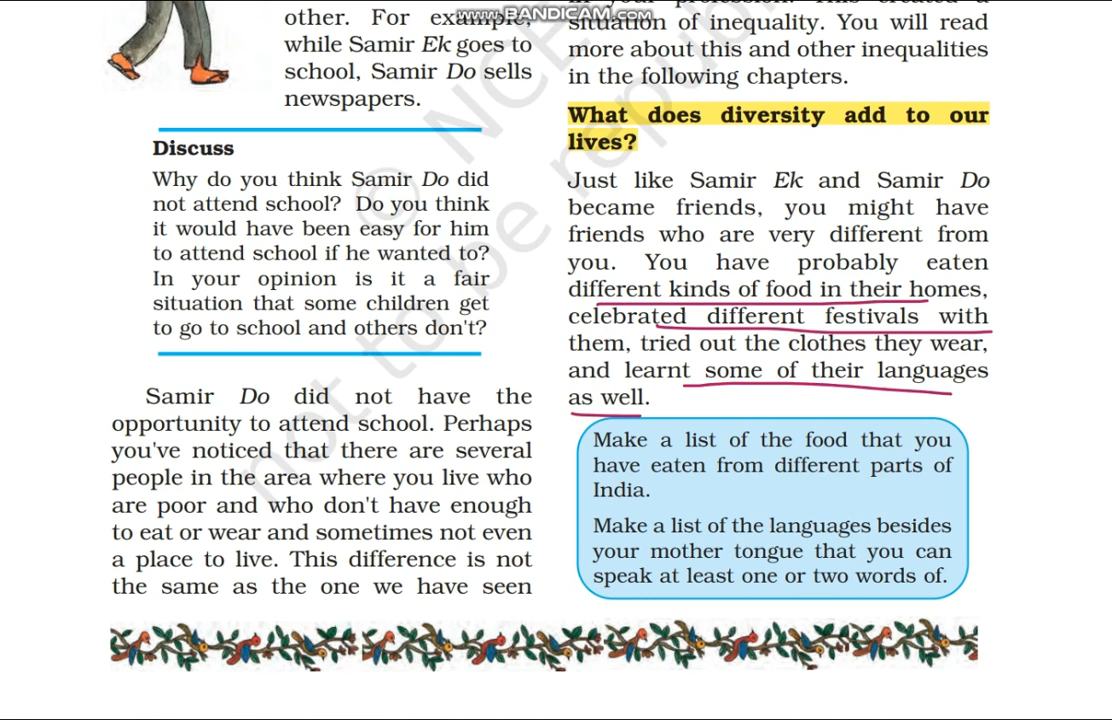 www.BANDICAM.com
other. For example,
while Samir Ek goes to
school, Samir Do sells
newspapers.
Discuss
Why do you think Samir Do did
not attend school? Do you think
it would have been easy for him
to attend school if he wanted to?
In your opinion is it a fair
situation that some children get
to go to school and others don't?
Samir Do did not have the
opportunity to attend school. Perhaps
you've noticed that there are several
people in the area where you live who
are poor and who don't have enough
to eat or wear and sometimes not even
a place to live. This difference is not
the same as the one we have seen
in your profession. This created a
situation of inequality. You will read
more about this and other inequalities
in the following chapters.
What does diversity add to our
lives?
Just like Samir Ek and Samir Do
became friends, you might have
friends who are very different from
you. You have probably eaten
different kinds of food in their homes,
celebrated different festivals with
them, tried out the clothes they wear,
and learnt some of their languages
as well.
Make a list of the food that you
have eaten from different parts of
India.
Make a list of the languages besides
your mother tongue that you can
speak at least one or two words of.
© NCE
not to be republ